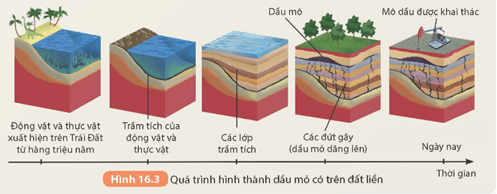 Dầu mỏ
Mỏ dầu được khai thác
Động vật và thực vật
xuất hiện trên Trái Đất
từ hàng triệu năm
Trầm tích của
động vật và
thực vật
Các lớp
trầm tích
Các đứt gãy
(dầu mỏ dâng lên)
Ngày nay
Thời gian
Hình 16.3 Quá trình hình thành dầu mỏ có trên đất liền